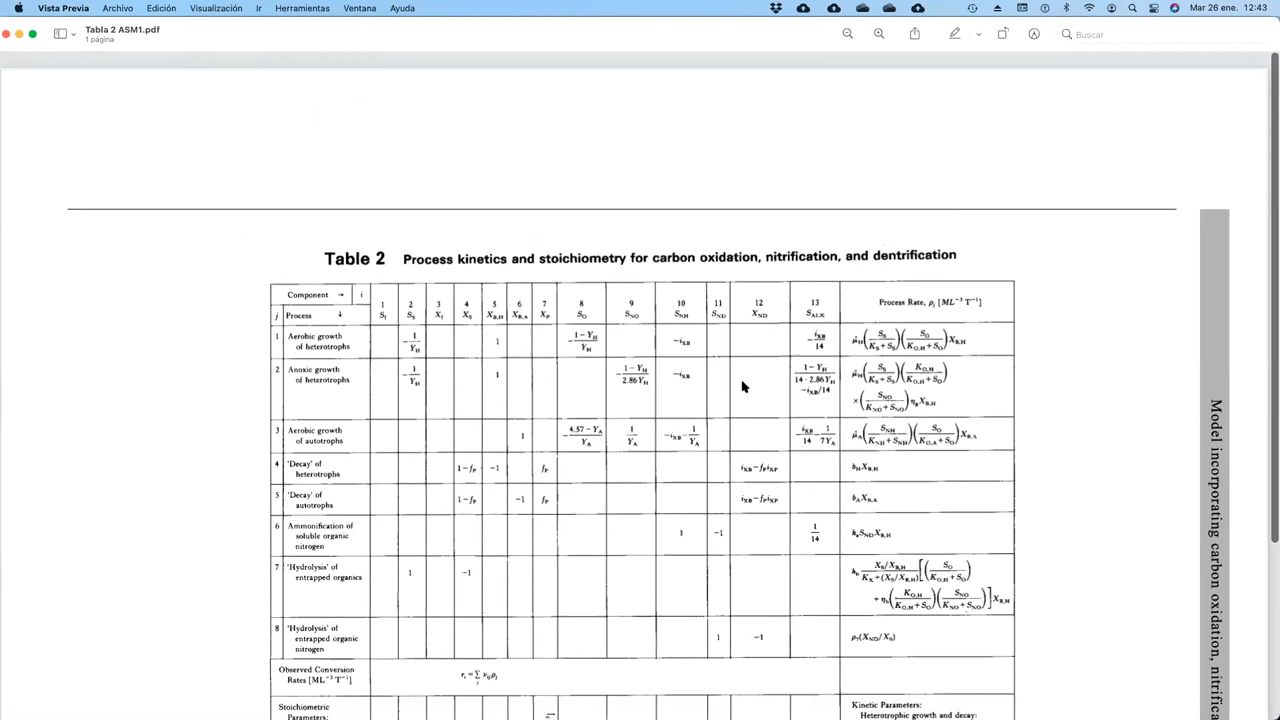 Vista Previa Archivo Edición Visualización Ir Herramientas Ventana Ayuda Mar 26 ene. 12:43
Tabla 2 ASM1.pdf
1 página
Buscar
Table 2 Process kinetics and stoichiometry for carbon oxidation, nitrification, and dentrification
Component → i 1 S_I 2 S_S 3 X_I 4 X_S 5 X_B,H 6 X_B,A 7 X_P 8 S_O 9 S_NO 10 S_NH 11 S_ND 12 X_ND 13 S_ALK Process Rate, ρ_j [ML⁻³ T⁻¹]
j Process ↓
1 Aerobic growth of heterotrophs −1/Y_H 1 −(1−Y_H)/Y_H −i_XB −i_XB/14 μ̂_H(S_S/(K_S+S_S))(S_O/(K_O,H+S_O))X_B,H
2 Anoxic growth of heterotrophs −1/Y_H 1 −(1−Y_H)/(2.86Y_H) −i_XB (1−Y_H)/(14·2.86Y_H) −i_XB/14 μ̂_H(S_S/(K_S+S_S))(K_O,H/(K_O,H+S_O)) ×(S_NO/(K_NO+S_NO))η_g X_B,H
3 Aerobic growth of autotrophs 1 −(4.57−Y_A)/Y_A 1/Y_A −i_XB−1/Y_A −i_XB/14−1/(7Y_A) μ̂_A(S_NH/(K_NH+S_NH))(S_O/(K_O,A+S_O))X_B,A
4 'Decay' of heterotrophs 1−f_P −1 f_P i_XB−f_P i_XP b_H X_B,H
5 'Decay' of autotrophs 1−f_P −1 f_P i_XB−f_P i_XP b_A X_B,A
6 Ammonification of soluble organic nitrogen 1 −1 1/14 k_a S_ND X_B,H
7 'Hydrolysis' of entrapped organics 1 −1 k_h (X_S/X_B,H)/(K_X+(X_S/X_B,H))[(S_O/(K_O,H+S_O)) +η_h(K_O,H/(K_O,H+S_O))(S_NO/(K_NO+S_NO))]X_B,H
8 'Hydrolysis' of entrapped organic nitrogen 1 −1 ρ_7(X_ND/X_S)
Observed Conversion Rates [ML⁻³ T⁻¹] r_i=∑_j ν_ij ρ_j
Stoichiometric Parameters: Kinetic Parameters:
Heterotrophic growth and decay:
Model incorporating carbon oxidation, nitrifica